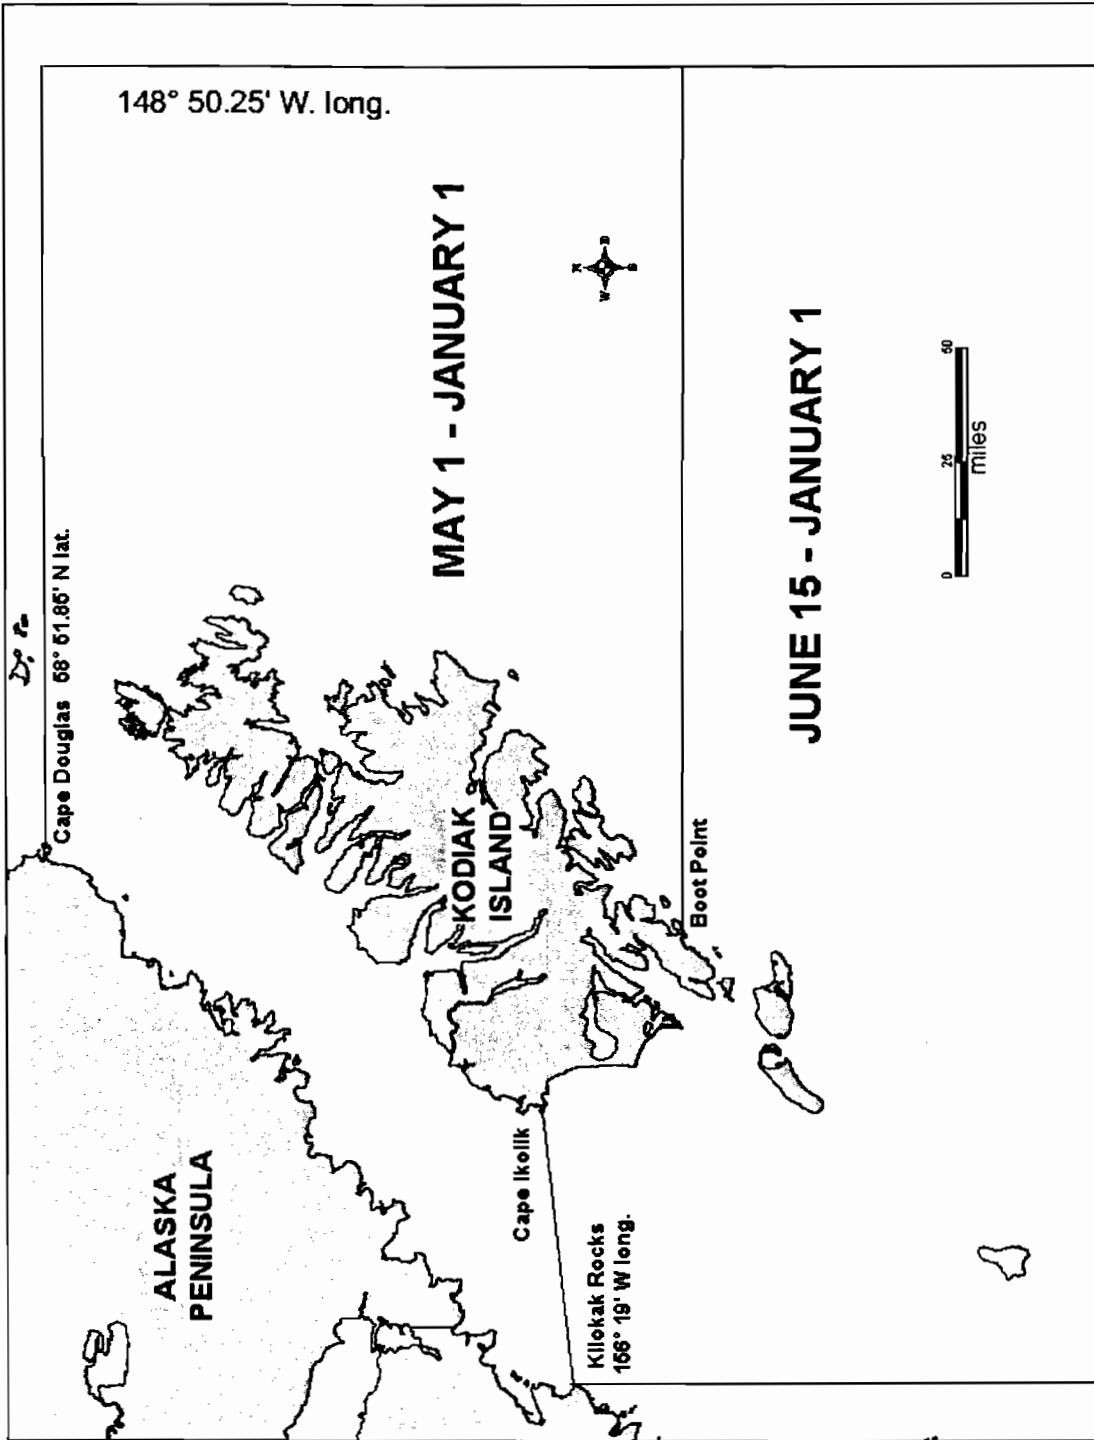 148° 50.25' W. long.
Cape Douglas 58° 51.85' N lat.
MAY 1 - JANUARY 1
N
W
E
S
JUNE 15 - JANUARY 1
0 25 50
miles
KODIAK
ISLAND
Boot Point
ALASKA
PENINSULA
Cape Ikolik
Kilokak Rocks
156° 19' W long.